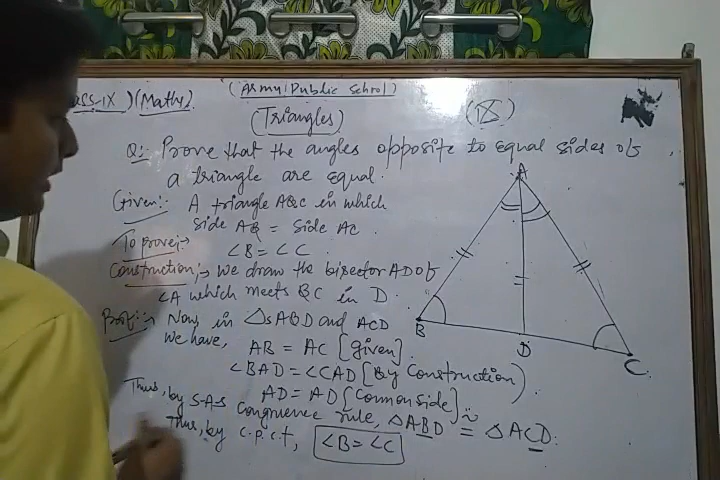 (Army Public School)
ass-IX) (Maths)
(Triangles)
(18)
Q:- Prove that the angles opposite to equal sides of
a triangle are equal.
Given:- A triangle ABC in which
side AB = side AC.
To prove:- ∠B = ∠C.
Construction:- We draw the bisector AD of
∠A which meets BC in D.
Proof:- Now, in △s ABD and ACD
we have,
AB = AC [given]
∠BAD = ∠CAD [By Construction]
AD = AD [Common side]
Thus, by S-A-S congruence rule, △ABD ≅ △ACD.
Thus, by c.p.c.t, ∠B = ∠C
A
B
D
C